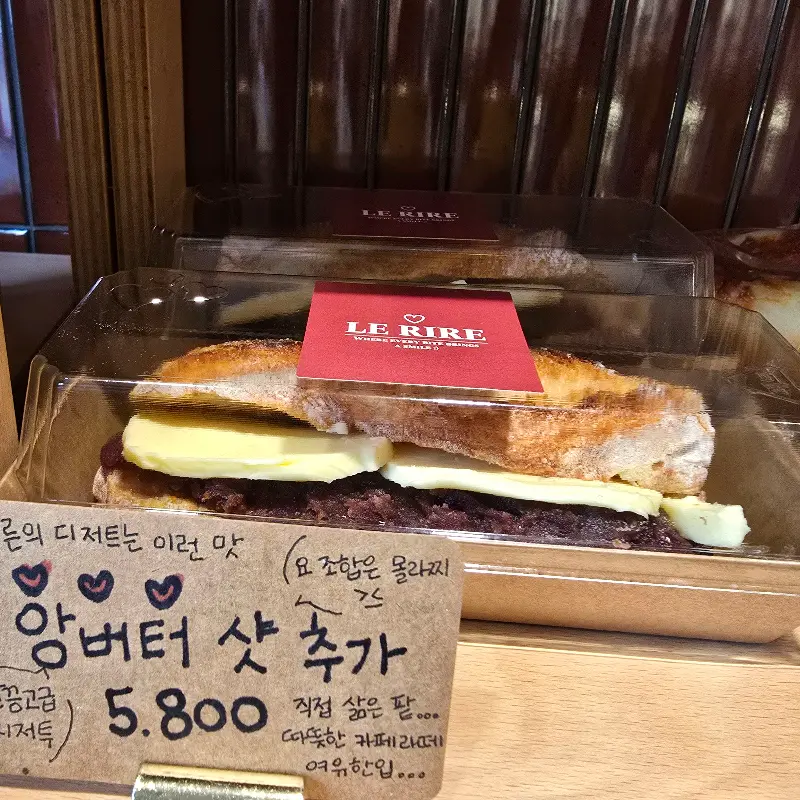 LE RIRE
LE RIRE
WHERE EVERY BITE BRINGS
A SMILE :)
른의 디저트는 이런 맛
(요 조합은 몰라찌
앙버터 샷 추가
5.800
고급
직접 삶은 팥...
따뜻한 카페라떼
여유한입...